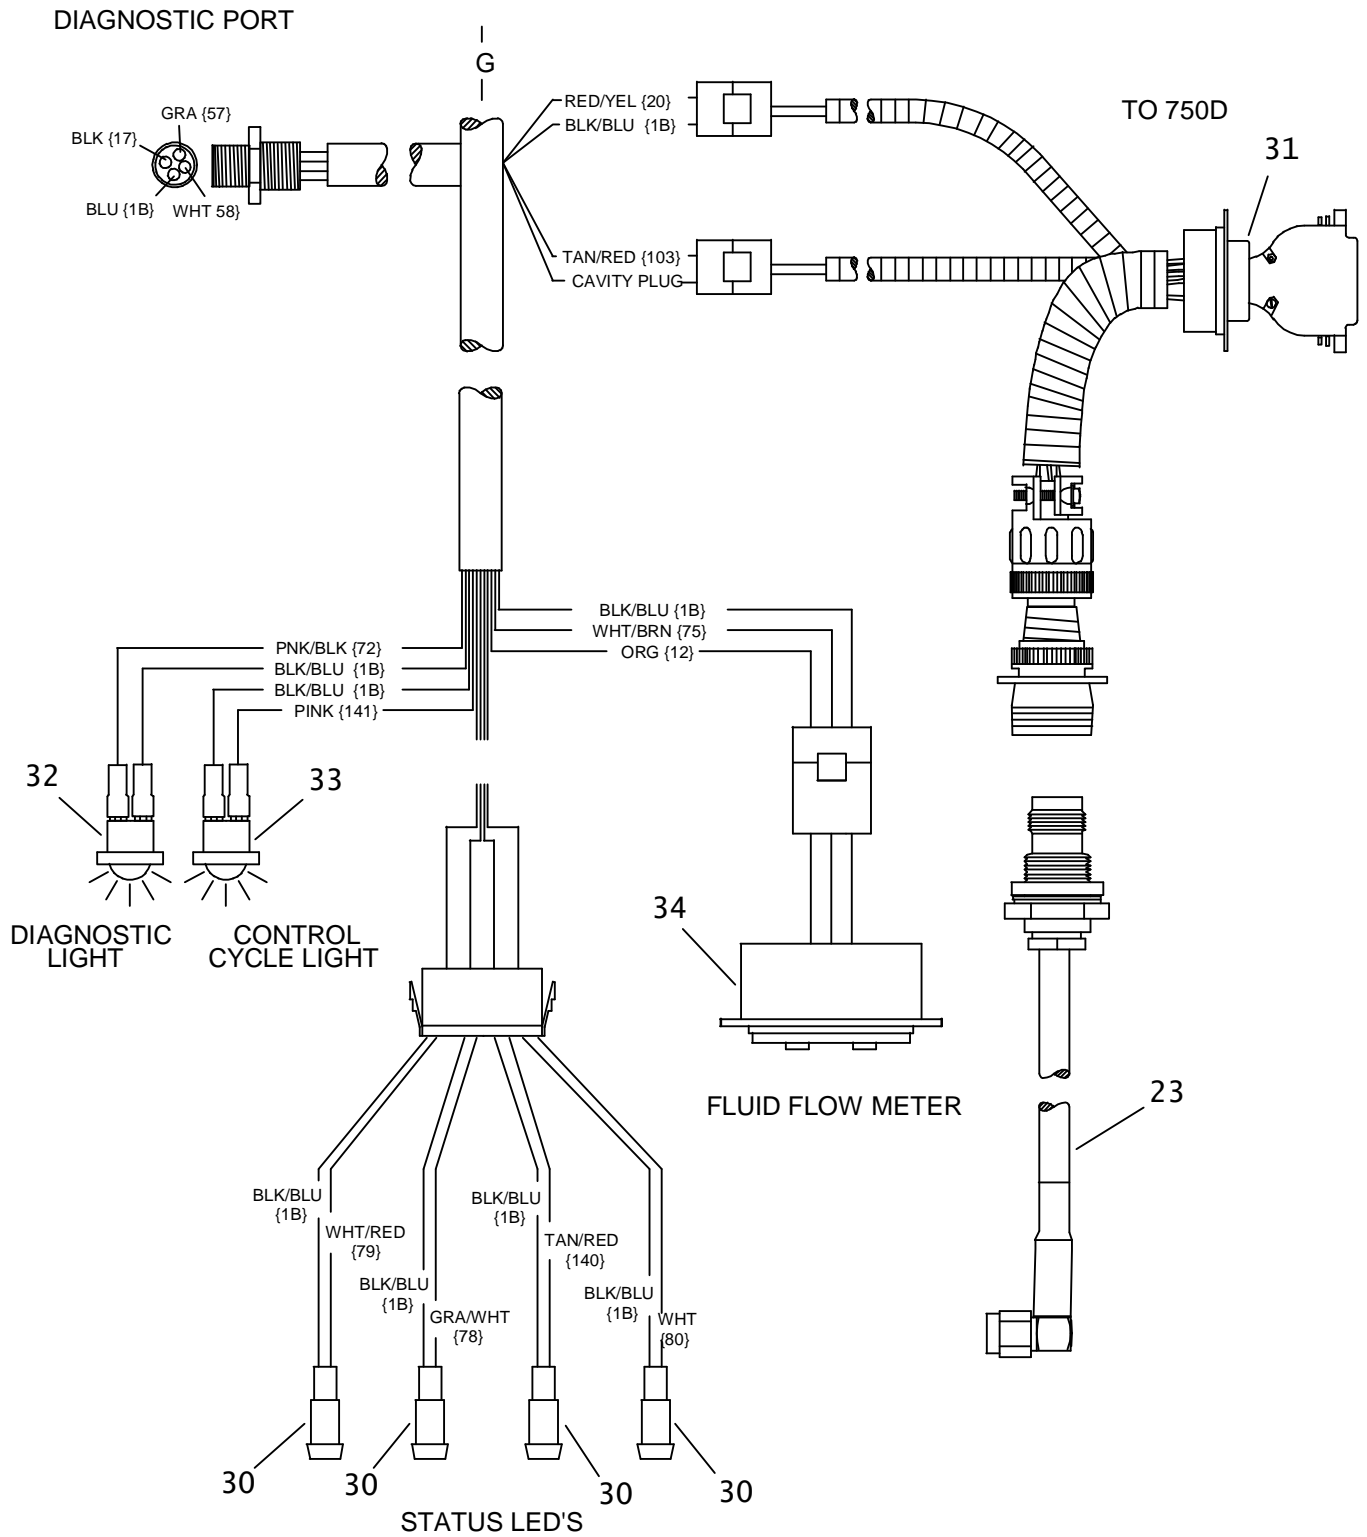 DIAGNOSTIC PORT
G
RED/YEL {20}
BLK/BLU {1B}
TO 750D
GRA {57}
BLK {17}
31
BLU {1B}
WHT 58}
TAN/RED {103}
CAVITY PLUG
BLK/BLU {1B}
WHT/BRN {75}
ORG {12}
PNK/BLK {72}
BLK/BLU {1B}
BLK/BLU {1B}
PINK {141}
32
33
34
DIAGNOSTIC
LIGHT
CONTROL
CYCLE LIGHT
FLUID FLOW METER
23
BLK/BLU
{1B}
WHT/RED
{79}
BLK/BLU
{1B}
GRA/WHT
{78}
BLK/BLU
{1B}
TAN/RED
{140}
BLK/BLU
{1B}
WHT
{80}
30
30
30
30
STATUS LED'S